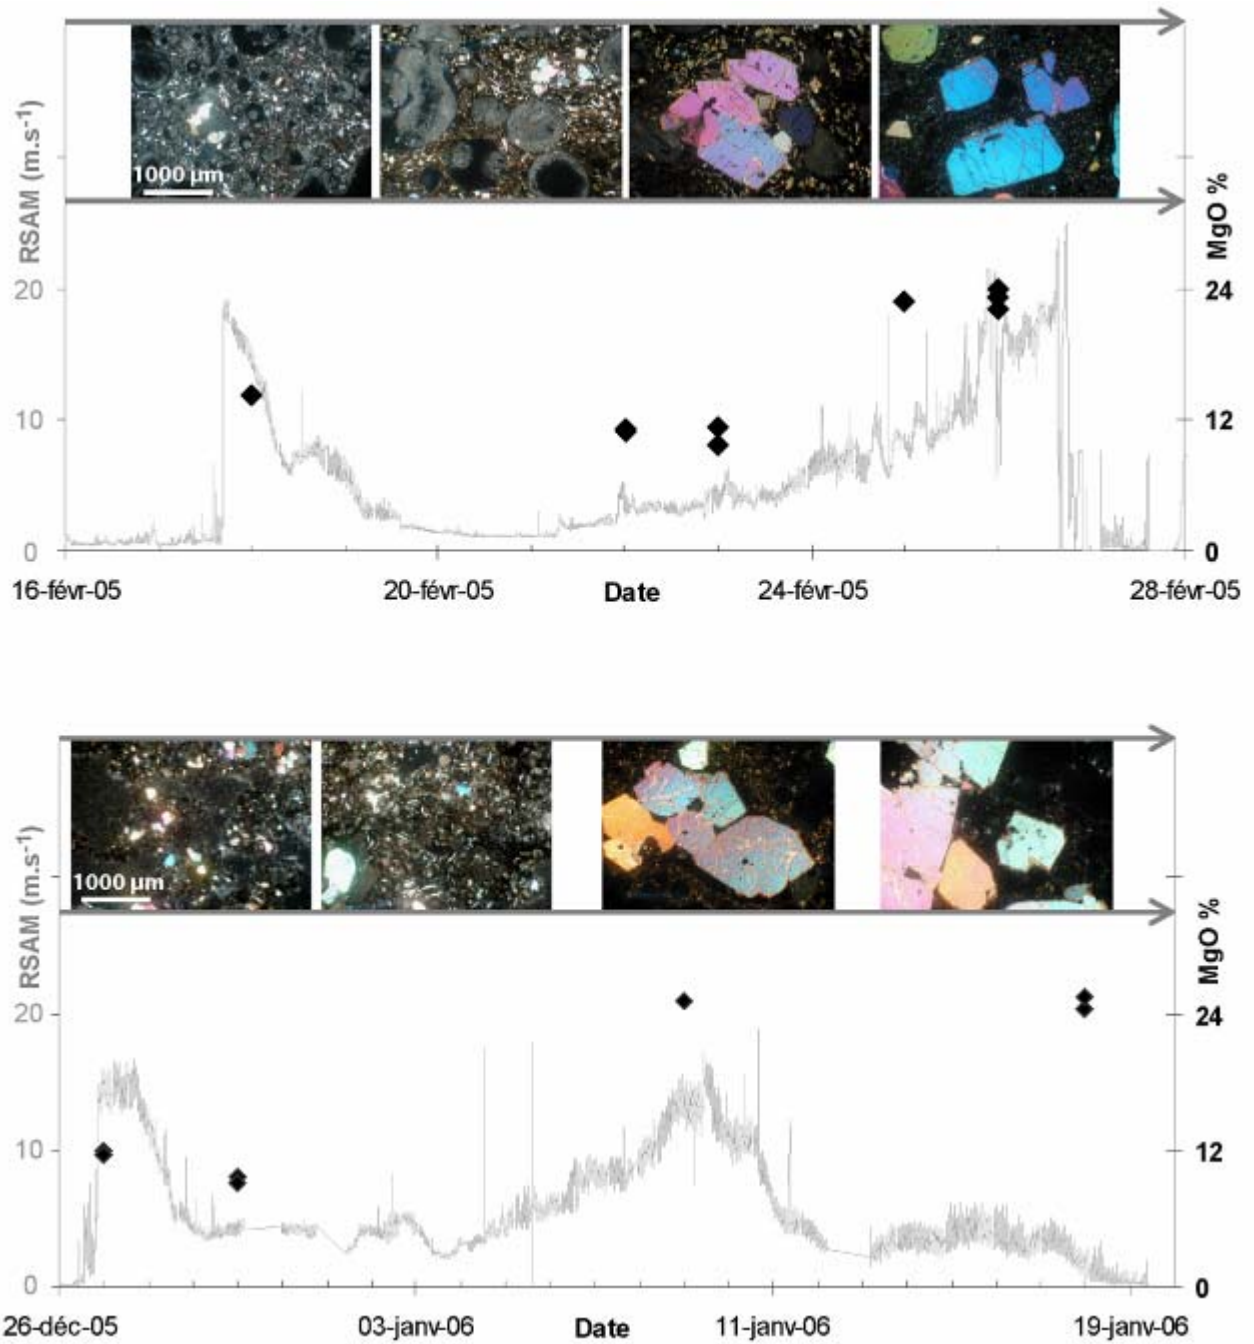 1000 µm
RSAM (m.s⁻¹)
MgO %
20
24
10
12
0
0
16-févr-05
20-févr-05
Date
24-févr-05
28-févr-05
1000 µm
RSAM (m.s⁻¹)
MgO %
20
24
10
12
0
0
26-déc-05
03-janv-06
Date
11-janv-06
19-janv-06